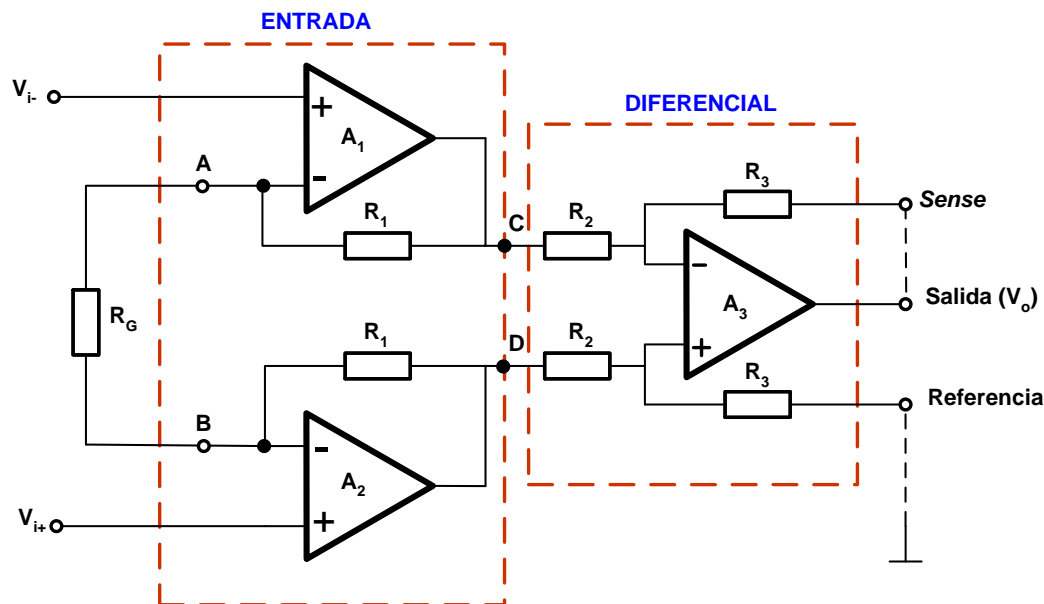 ENTRADA
V_i-
+
A_1
A
-
R_1
C
R_G
R_1
D
B
-
A_2
+
V_i+
DIFERENCIAL
R_2
R_3
Sense
-
A_3
+
Salida (V_o)
R_2
R_3
Referencia